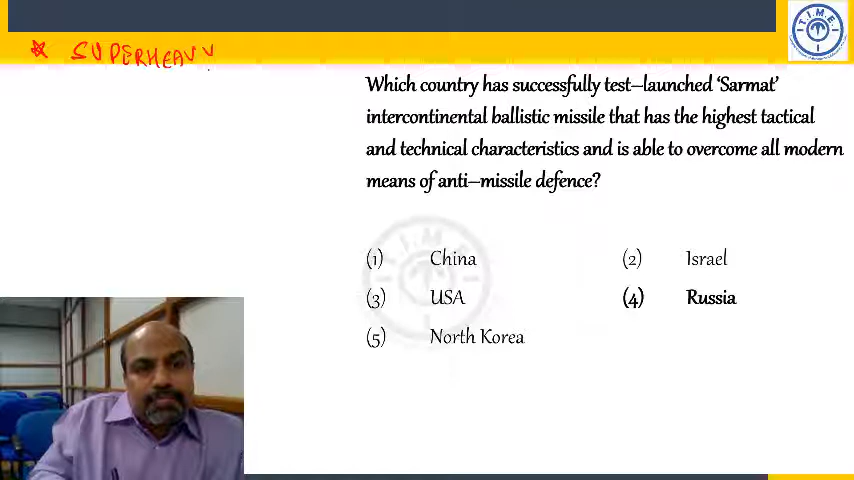 T.I.M.E.
* SUPERHEAVY
Which country has successfully test–launched ‘Sarmat’
intercontinental ballistic missile that has the highest tactical
and technical characteristics and is able to overcome all modern
means of anti–missile defence?
(1) China (2) Israel
(3) USA (4) Russia
(5) North Korea